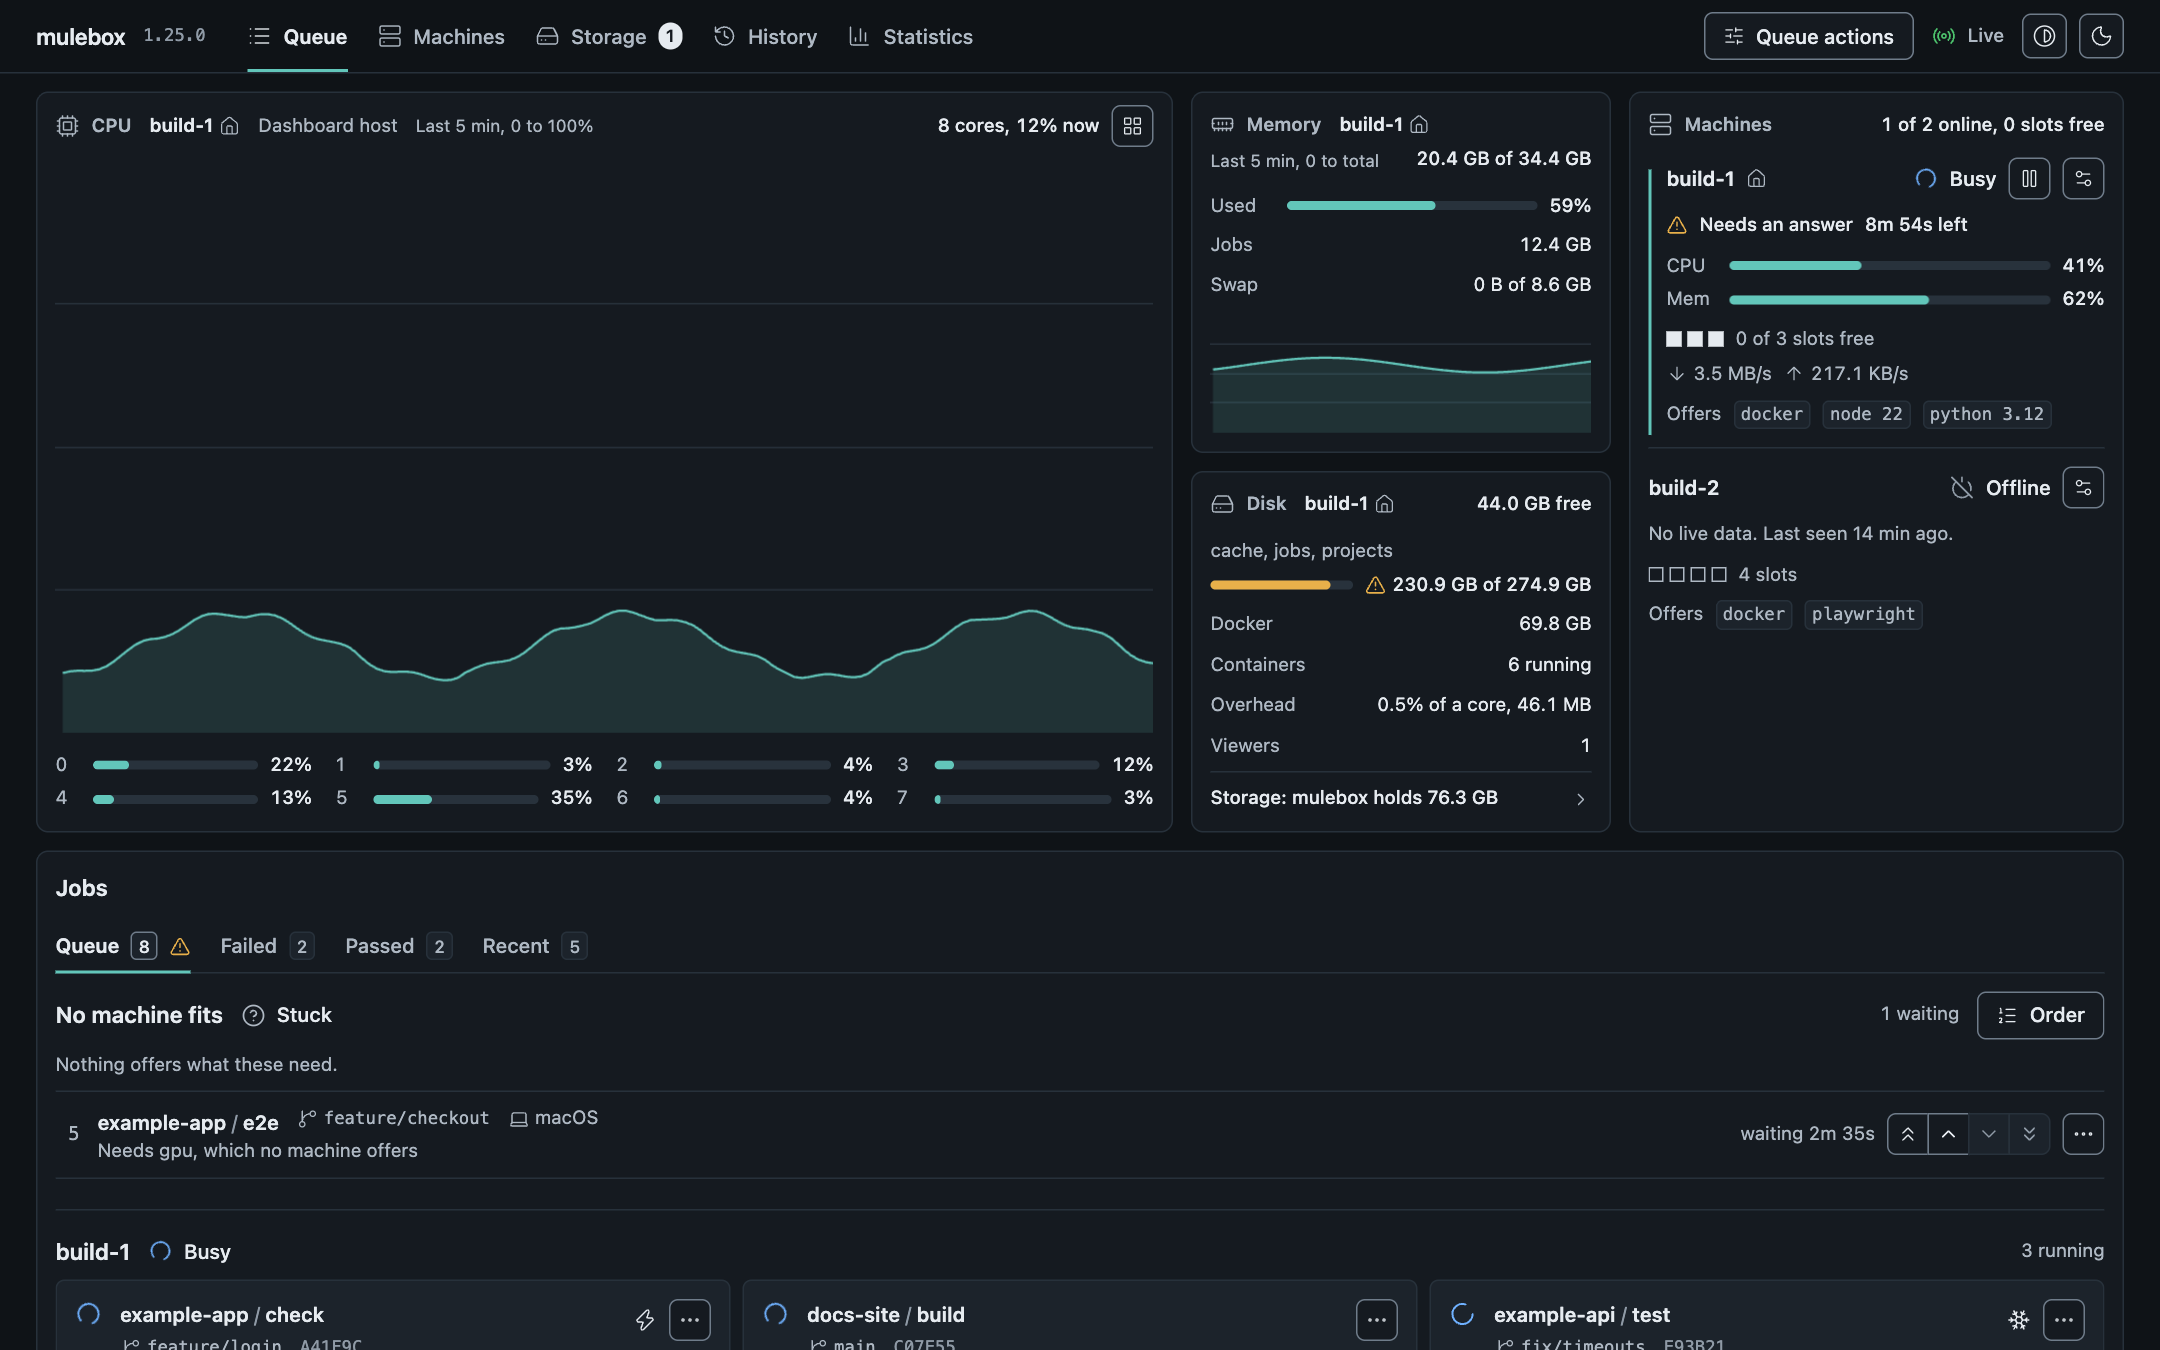 mulebox 1.25.0 Queue Machines Storage 1 History Statistics Queue actions Live
CPU build-1 Dashboard host Last 5 min, 0 to 100% 8 cores, 12% now
0 22% 1 3% 2 4% 3 12%
4 13% 5 35% 6 4% 7 3%
Memory build-1
Last 5 min, 0 to total 20.4 GB of 34.4 GB
Used 59%
Jobs 12.4 GB
Swap 0 B of 8.6 GB
Disk build-1 44.0 GB free
cache, jobs, projects
230.9 GB of 274.9 GB
Docker 69.8 GB
Containers 6 running
Overhead 0.5% of a core, 46.1 MB
Viewers 1
Storage: mulebox holds 76.3 GB
Machines 1 of 2 online, 0 slots free
build-1 Busy
Needs an answer 8m 54s left
CPU 41%
Mem 62%
0 of 3 slots free
3.5 MB/s 217.1 KB/s
Offers docker node 22 python 3.12
build-2 Offline
No live data. Last seen 14 min ago.
4 slots
Offers docker playwright
Jobs
Queue 8 Failed 2 Passed 2 Recent 5
No machine fits Stuck 1 waiting Order
Nothing offers what these need.
5 example-app / e2e feature/checkout macOS waiting 2m 35s
Needs gpu, which no machine offers
build-1 Busy 3 running
example-app / check docs-site / build example-api / test
feature/login A41F9C main C07E55 fix/timeouts E93B21